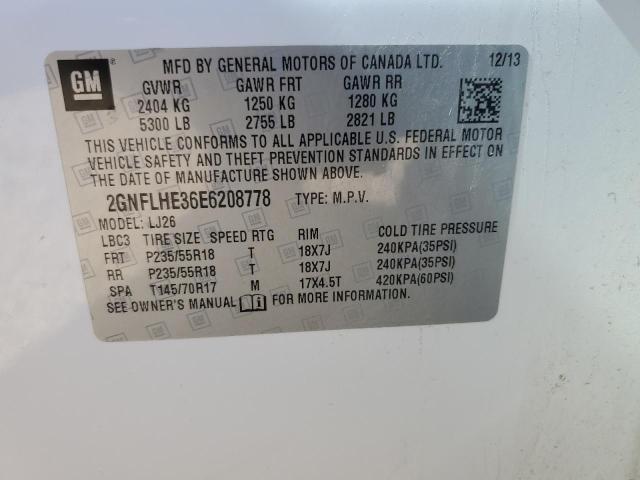 GM ® MFD BY GENERAL MOTORS OF CANADA LTD. 12/13
GVWR GAWR FRT GAWR RR
2404 KG 1250 KG 1280 KG
5300 LB 2755 LB 2821 LB
THIS VEHICLE CONFORMS TO ALL APPLICABLE U.S. FEDERAL MOTOR
VEHICLE SAFETY AND THEFT PREVENTION STANDARDS IN EFFECT ON
THE DATE OF MANUFACTURE SHOWN ABOVE.
2GNFLHE36E6208778 TYPE: M.P.V.
MODEL: LJ26
LBC3 TIRE SIZE SPEED RTG RIM COLD TIRE PRESSURE
FRT P235/55R18 T 18X7J 240KPA(35PSI)
RR P235/55R18 T 18X7J 240KPA(35PSI)
SPA T145/70R17 M 17X4.5T 420KPA(60PSI)
SEE OWNER'S MANUAL FOR MORE INFORMATION.